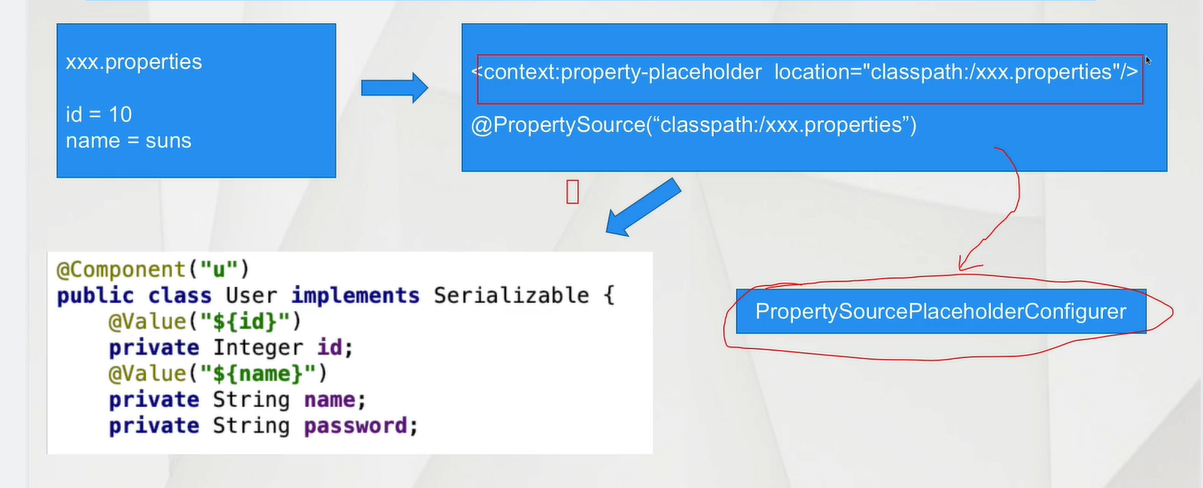 xxx.properties
id = 10
name = suns
<context:property-placeholder location="classpath:/xxx.properties"/>
@PropertySource(“classpath:/xxx.properties”)
@Component("u")
public class User implements Serializable {
@Value("${id}")
private Integer id;
@Value("${name}")
private String name;
private String password;
PropertySourcePlaceholderConfigurer